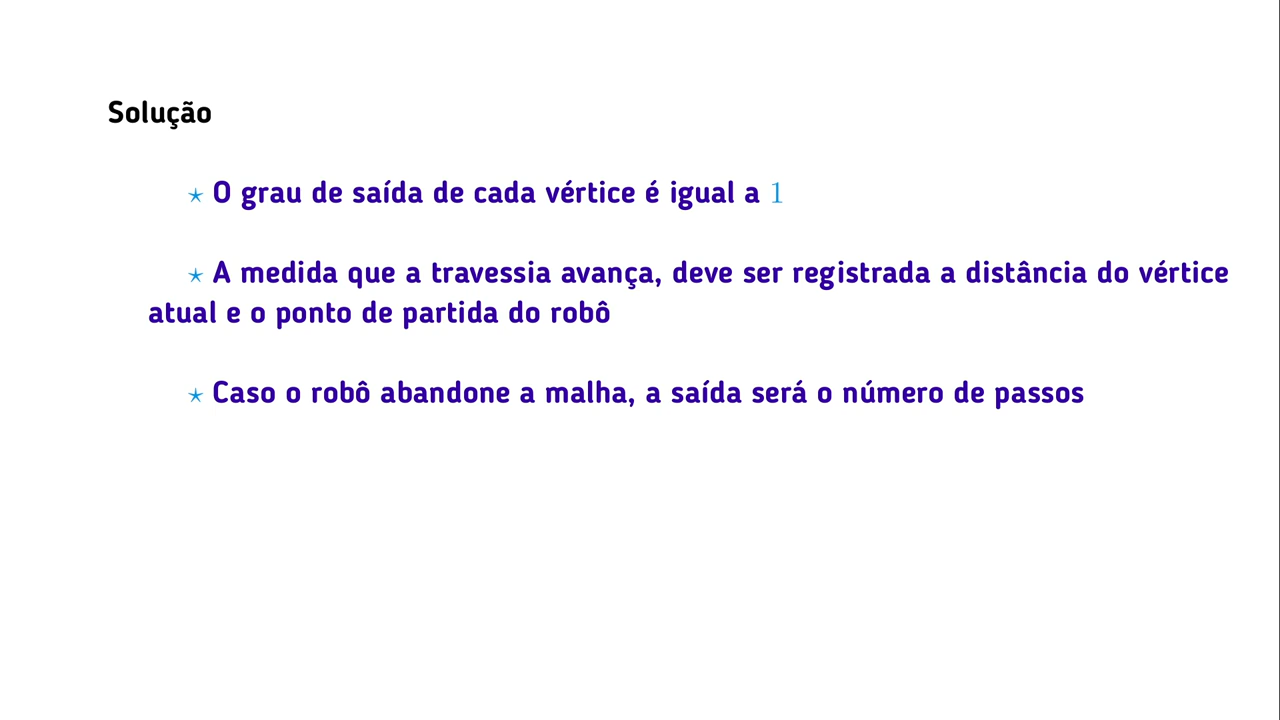 Solução
⋆ O grau de saída de cada vértice é igual a 1
⋆ A medida que a travessia avança, deve ser registrada a distância do vértice
atual e o ponto de partida do robô
⋆ Caso o robô abandone a malha, a saída será o número de passos